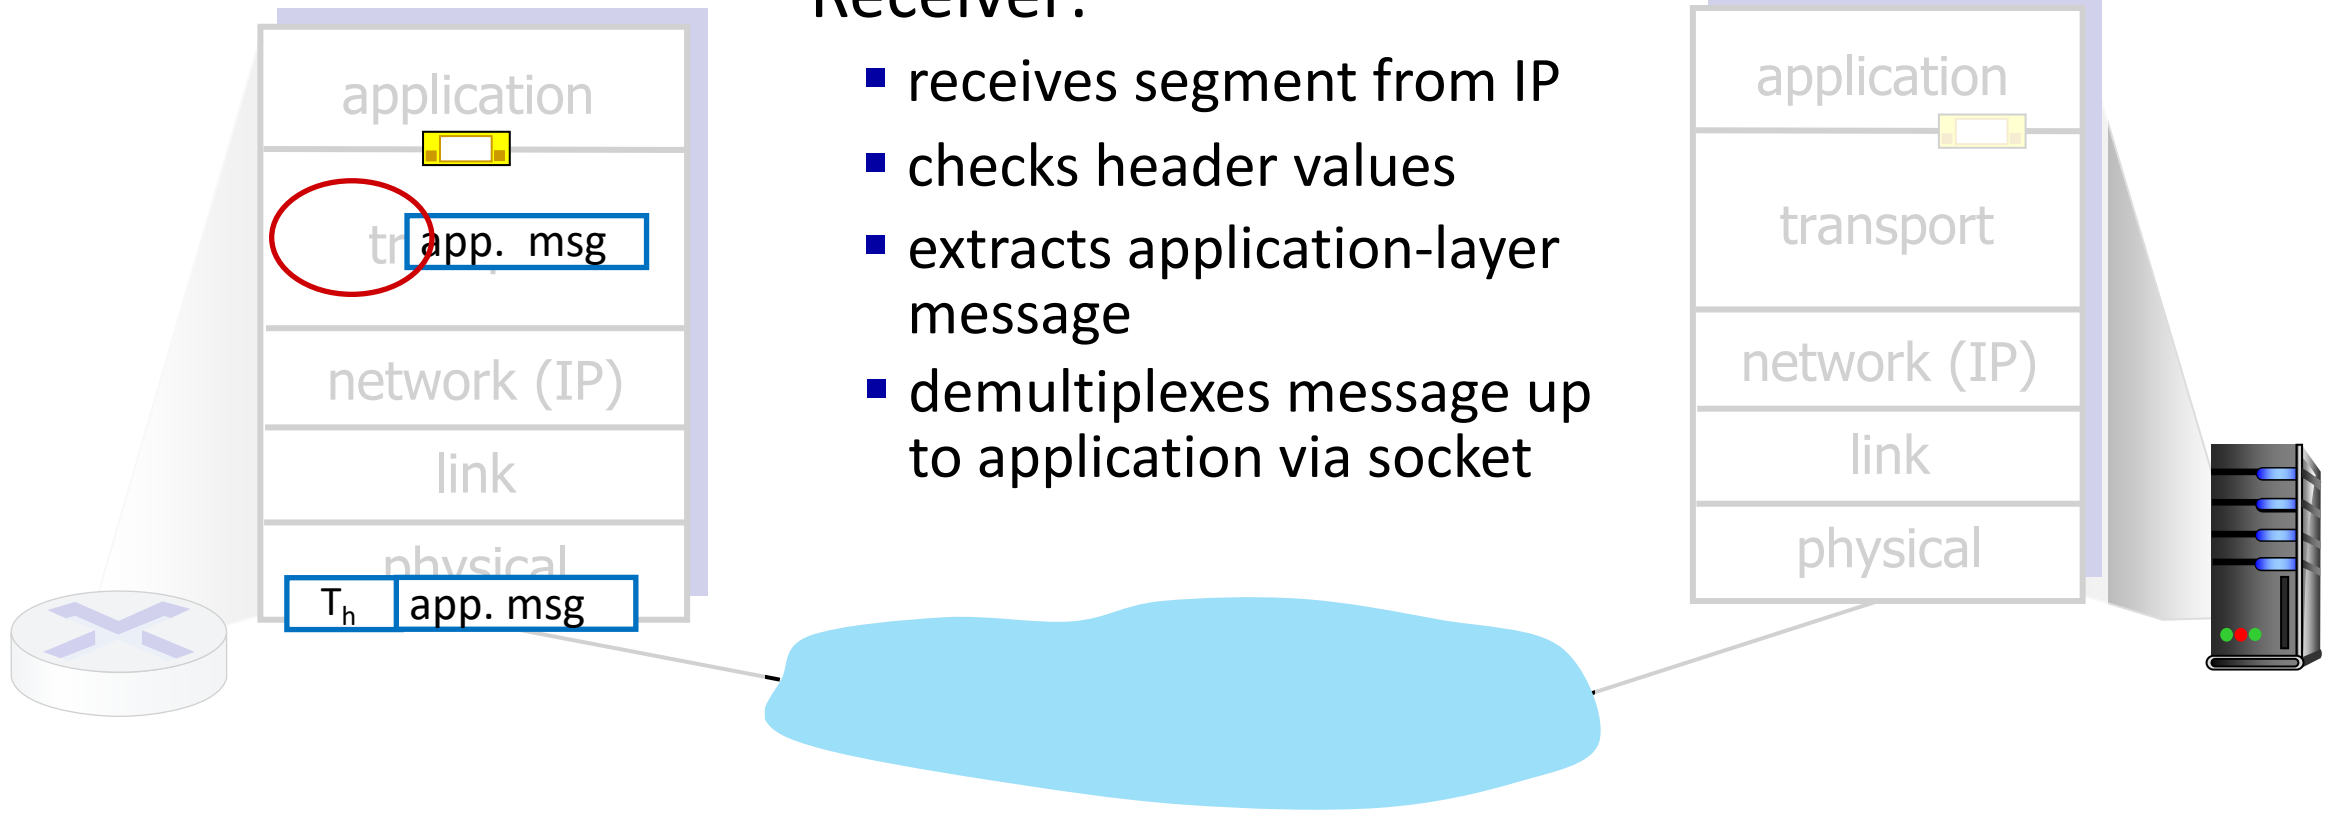 Receiver:
receives segment from IP
checks header values
extracts application-layer
message
demultiplexes message up
to application via socket
application
app. msg
network (IP)
link
physical
Th
app. msg
application
transport
network (IP)
link
physical